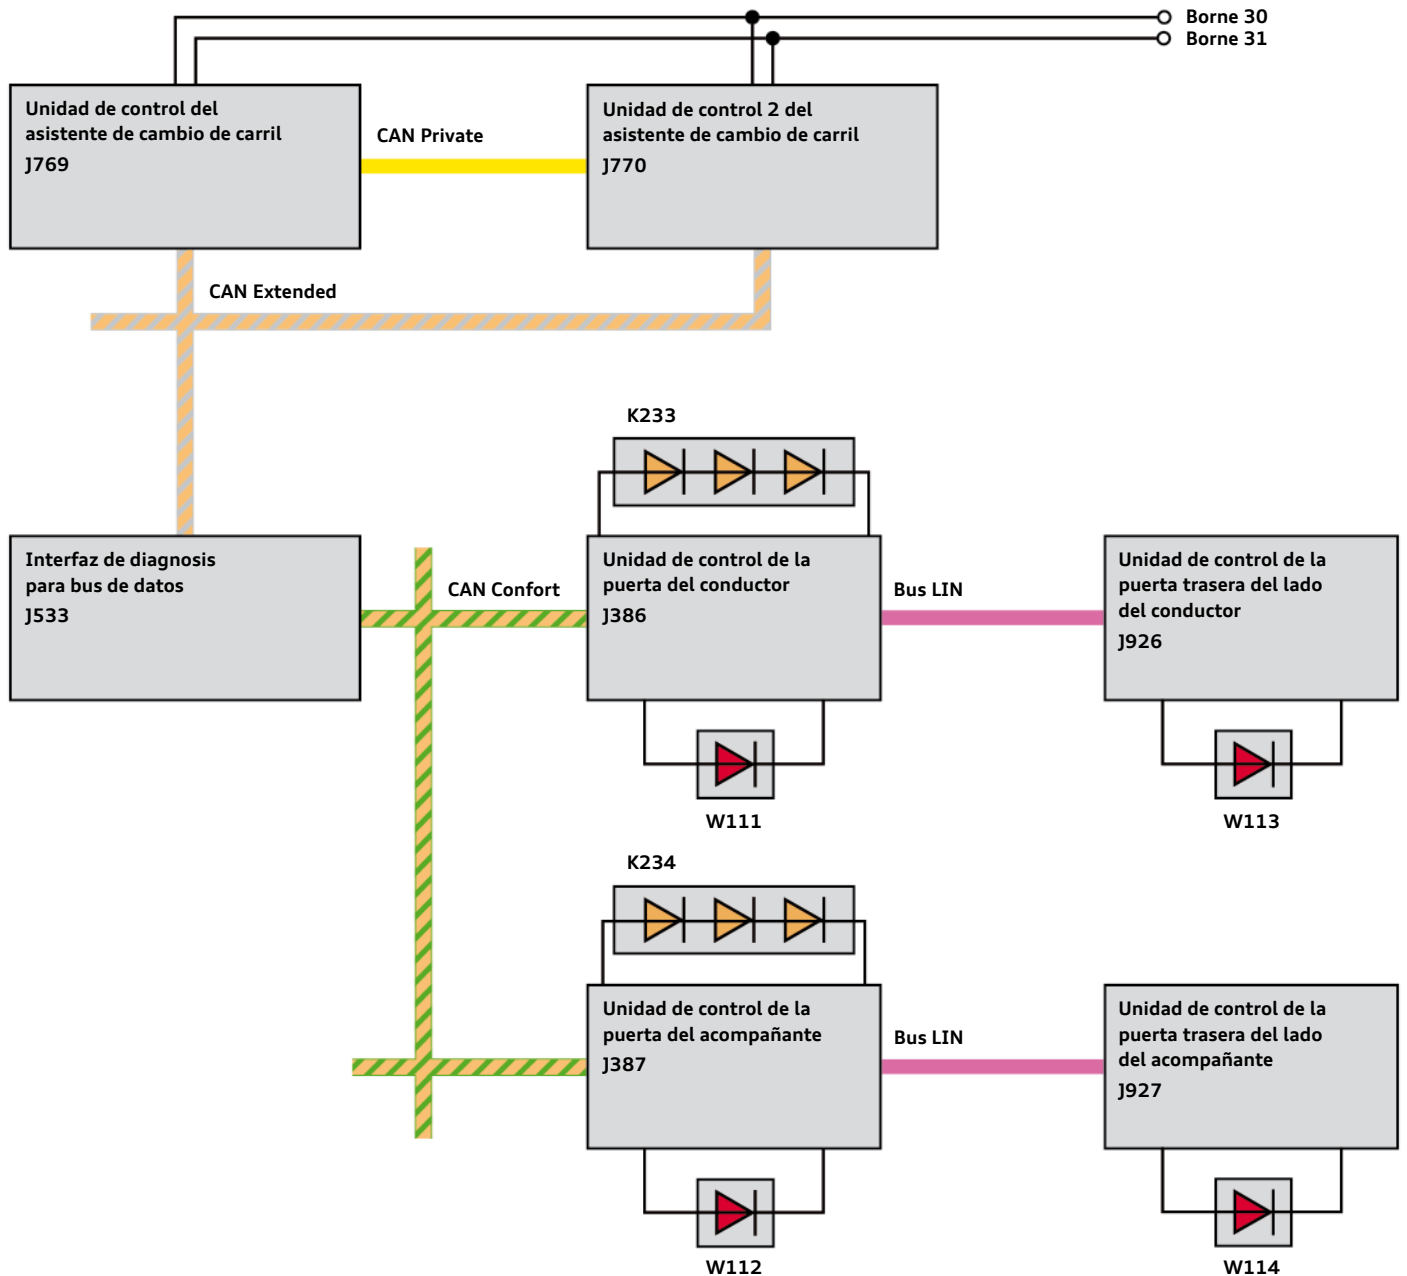 Borne 30
Borne 31
Unidad de control del
asistente de cambio de carril
J769
CAN Private
Unidad de control 2 del
asistente de cambio de carril
J770
CAN Extended
K233
Interfaz de diagnosis
para bus de datos
J533
CAN Confort
Unidad de control de la
puerta del conductor
J386
Bus LIN
Unidad de control de la
puerta trasera del lado
del conductor
J926
W111
W113
K234
Unidad de control de la
puerta del acompañante
J387
Bus LIN
Unidad de control de la
puerta trasera del lado
del acompañante
J927
W112
W114